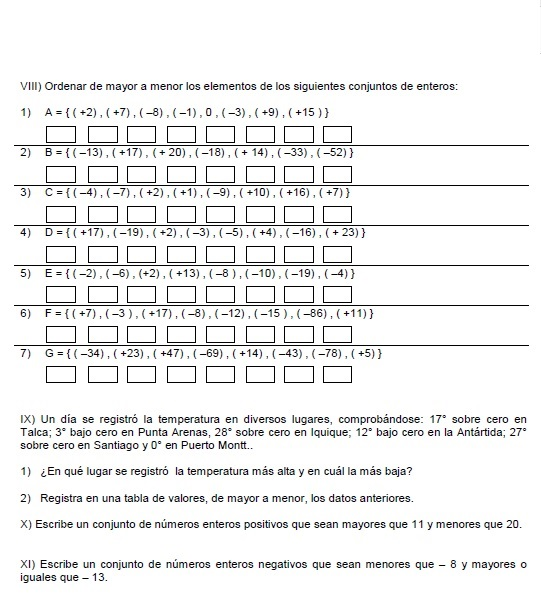 VIII) Ordenar de mayor a menor los elementos de los siguientes conjuntos de enteros:
1) A = { ( +2) , ( +7) , ( –8) , ( –1) , 0 , ( –3) , ( +9) , ( +15 ) }
2) B = { ( –13) , ( +17) , ( + 20) , ( –18) , ( + 14) , ( –33) , ( –52) }
3) C = { ( –4) , ( –7) , ( +2) , ( +1) , ( –9) , ( +10) , ( +16) , ( +7) }
4) D = { ( +17) , ( –19) , ( +2) , ( –3) , ( –5) , ( +4) , ( –16) , ( + 23) }
5) E = { ( –2) , ( –6) , (+2) , ( +13) , ( –8 ) , ( –10) , ( –19) , ( –4) }
6) F = { ( +7) , ( –3 ) , ( +17) , ( –8) , ( –12) , ( –15 ) , ( –86) , ( +11) }
7) G = { ( –34) , ( +23) , ( +47) , ( –69) , ( +14) , ( –43) , ( –78) , ( +5) }
IX) Un día se registró la temperatura en diversos lugares, comprobándose: 17° sobre cero en
Talca; 3° bajo cero en Punta Arenas, 28° sobre cero en Iquique; 12° bajo cero en la Antártida; 27°
sobre cero en Santiago y 0° en Puerto Montt..
1) ¿En qué lugar se registró la temperatura más alta y en cuál la más baja?
2) Registra en una tabla de valores, de mayor a menor, los datos anteriores.
X) Escribe un conjunto de números enteros positivos que sean mayores que 11 y menores que 20.
XI) Escribe un conjunto de números enteros negativos que sean menores que – 8 y mayores o
iguales que – 13.